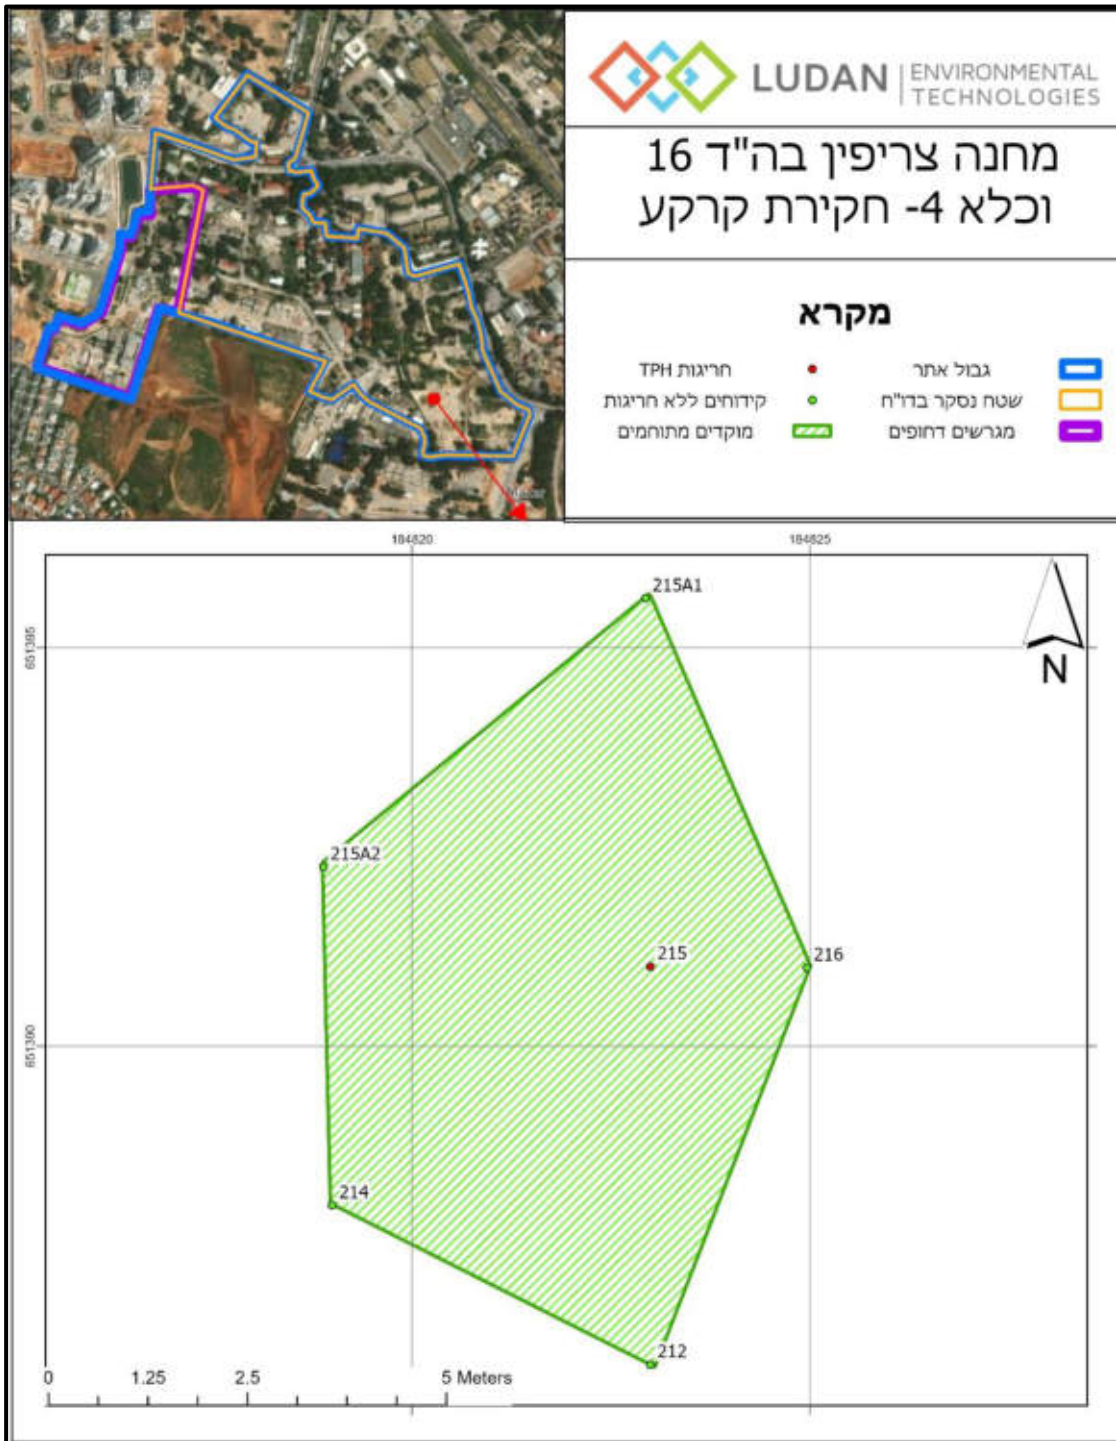 LUDAN
ENVIRONMENTAL
TECHNOLOGIES
מחנה צריפין בה"ד 16
וכלא 4- חקירת קרקע
מקרא
גבול אתר
חריגות TPH
שטח נסקר בדו"ח
קידוחים ללא חריגות
מגרשים דחופים
מוקדים מתוחמים
184820
184825
215A1
N
215A2
215
216
214
212
0 1.25 2.5 5 Meters